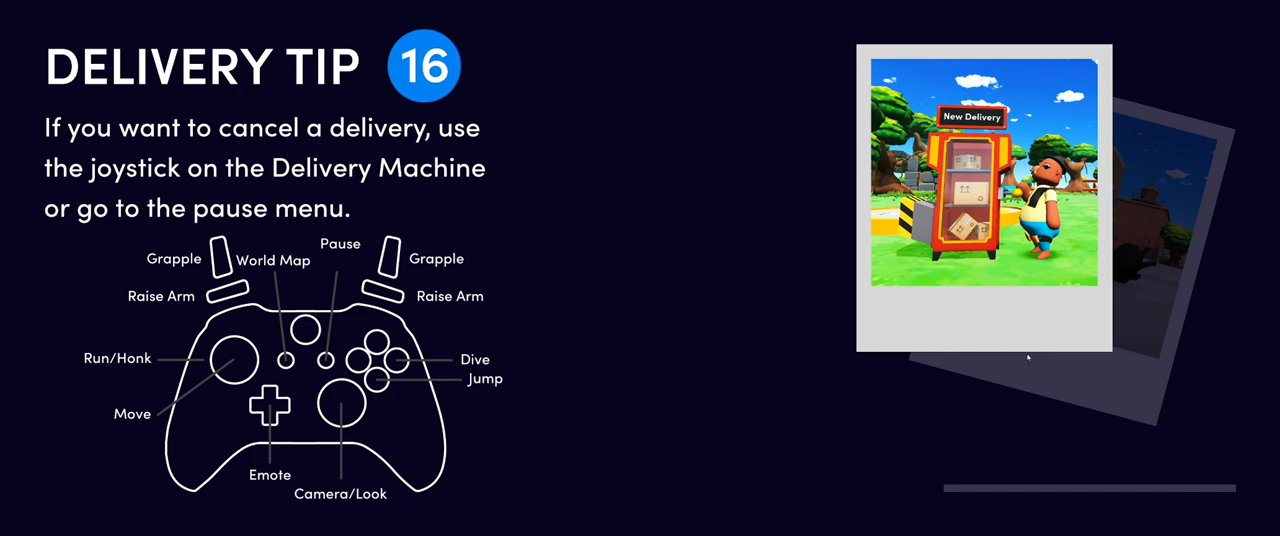 DELIVERY TIP 16
If you want to cancel a delivery, use
the joystick on the Delivery Machine
or go to the pause menu.
Pause
Grapple
World Map
Grapple
Raise Arm
Raise Arm
Run/Honk
Dive
Jump
Move
Emote
Camera/Look
New Delivery